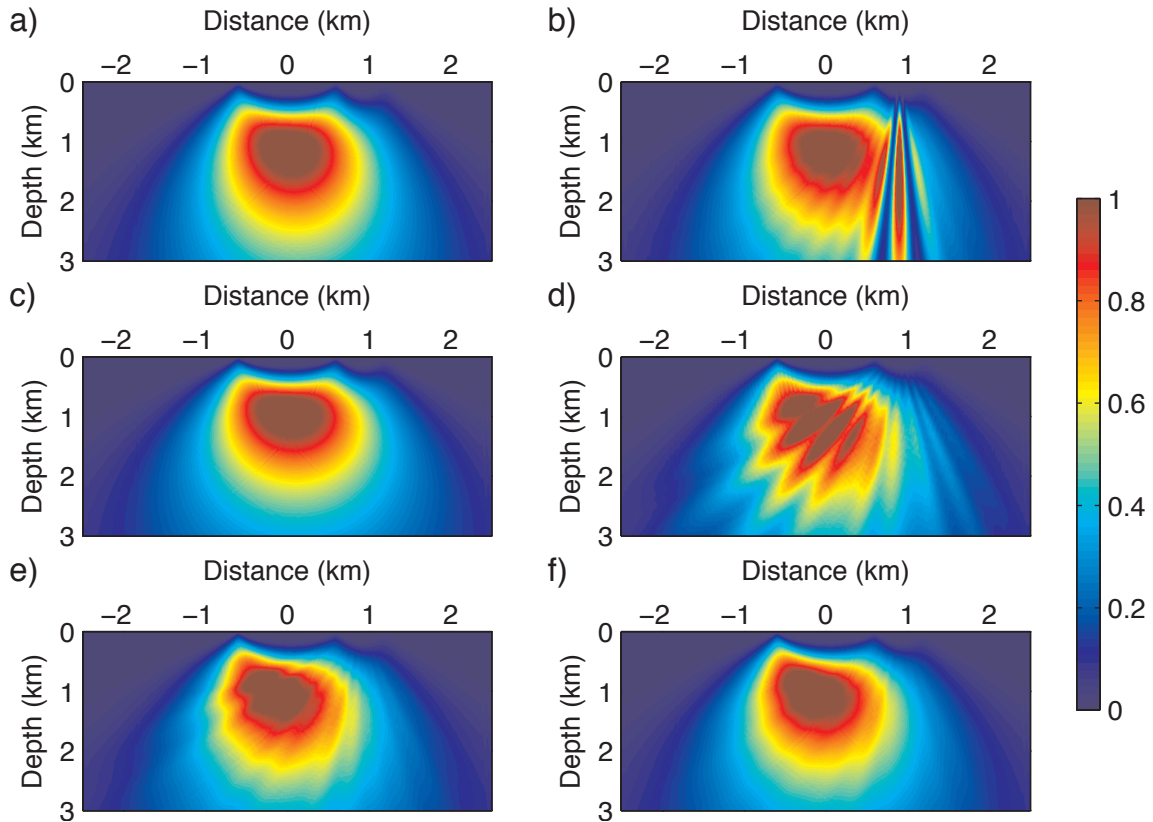 a) Distance (km)
−2 −1 0 1 2
0
1
2
3
Depth (km)
b) Distance (km)
−2 −1 0 1 2
0
1
2
3
Depth (km)
c) Distance (km)
−2 −1 0 1 2
0
1
2
3
Depth (km)
d) Distance (km)
−2 −1 0 1 2
0
1
2
3
Depth (km)
e) Distance (km)
−2 −1 0 1 2
0
1
2
3
Depth (km)
f) Distance (km)
−2 −1 0 1 2
0
1
2
3
Depth (km)
1
0.8
0.6
0.4
0.2
0